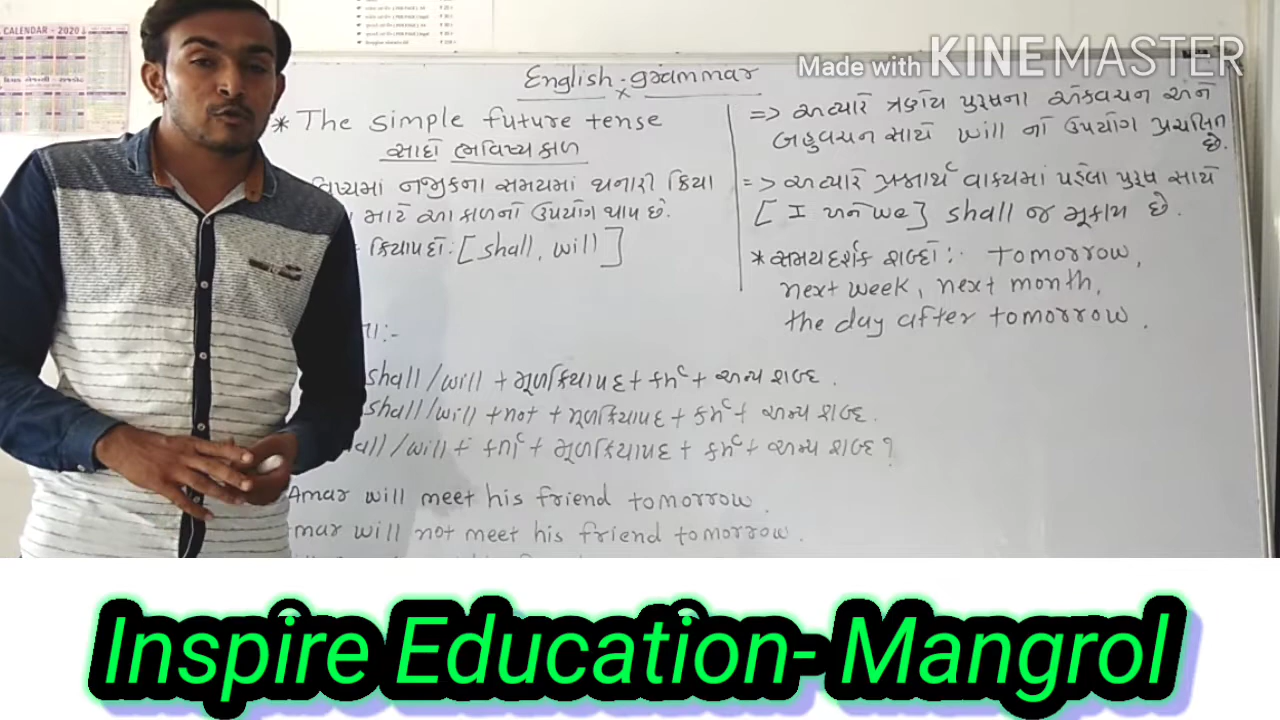 CALENDAR - 2020
Made with KINEMASTER
English grammar
* The simple future tense
સાદો ભવિષ્યકાળ
નજીકના સમયમાં થનારી ક્રિયા
માટે આ કાળનો ઉપયોગ થાય છે.
ક્રિયાપદો: [shall, will]
=> અત્યારે ત્રણેય પુરુષના એકવચન અને
બહુવચન સાથે will નો ઉપયોગ પ્રચલિત
છે.
=> અત્યારે પ્રશ્નાર્થ વાક્યમાં પહેલા પુરુષ સાથે
[I અને we] shall જ મૂકાય છે.
* સમયદર્શક શબ્દો:- tomorrow,
next week, next month,
the day after tomorrow.
:-
shall/will + મૂળક્રિયાપદ + કર્મ + અન્ય શબ્દ.
shall/will + not + મૂળક્રિયાપદ + કર્મ + અન્ય શબ્દ.
/will + કર્તા + મૂળક્રિયાપદ + કર્મ + અન્ય શબ્દ?
Amar will meet his friend tomorrow.
mar will not meet his friend tomorrow.
Inspire Education- Mangrol